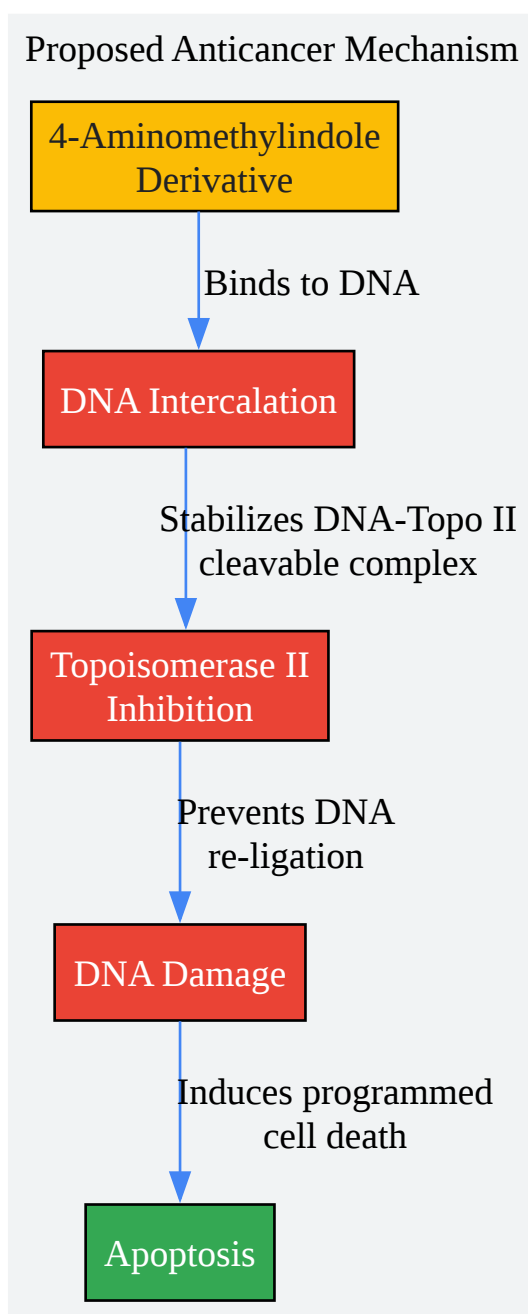 Proposed Anticancer Mechanism
4-Aminomethylindole
Derivative
Binds to DNA
DNA Intercalation
Stabilizes DNA-Topo II
cleavable complex
Topoisomerase II
Inhibition
Prevents DNA
re-ligation
DNA Damage
Induces programmed
cell death
Apoptosis